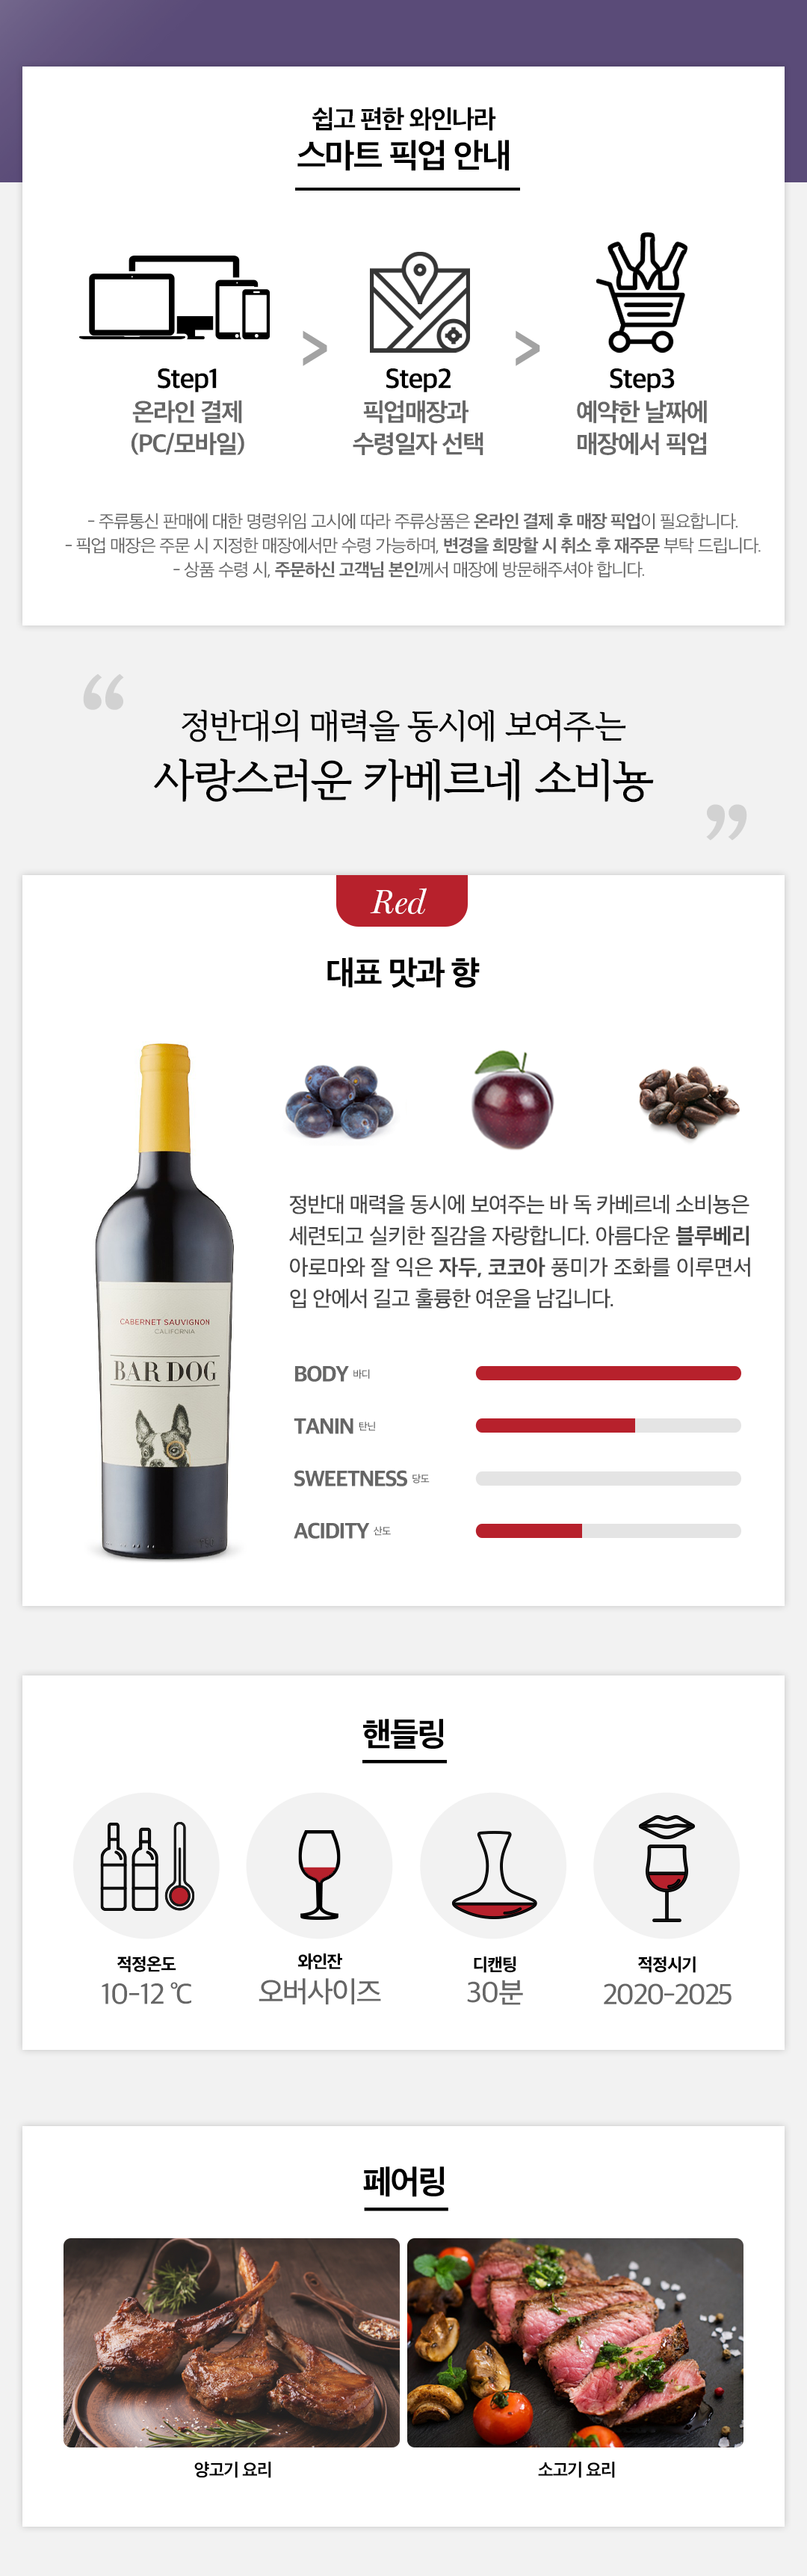 쉽고 편한 와인나라
스마트 픽업 안내
Step1
온라인 결제
(PC/모바일)
>
Step2
픽업매장과
수령일자 선택
>
Step3
예약한 날짜에
매장에서 픽업
- 주류통신 판매에 대한 명령위임 고시에 따라 주류상품은 온라인 결제 후 매장 픽업이 필요합니다.
- 픽업 매장은 주문 시 지정한 매장에서만 수령 가능하며, 변경을 희망할 시 취소 후 재주문 부탁 드립니다.
- 상품 수령 시, 주문하신 고객님 본인께서 매장에 방문해주셔야 합니다.
“
정반대의 매력을 동시에 보여주는
사랑스러운 카베르네 소비뇽
”
Red
대표 맛과 향
CABERNET SAUVIGNON
CALIFORNIA
BAR DOG
정반대 매력을 동시에 보여주는 바 독 카베르네 소비뇽은
세련되고 실키한 질감을 자랑합니다. 아름다운 블루베리
아로마와 잘 익은 자두, 코코아 풍미가 조화를 이루면서
입 안에서 길고 훌륭한 여운을 남깁니다.
BODY 바디
TANIN 탄닌
SWEETNESS 당도
ACIDITY 산도
핸들링
적정온도
10-12 ℃
와인잔
오버사이즈
디캔팅
30분
적정시기
2020-2025
페어링
양고기 요리
소고기 요리